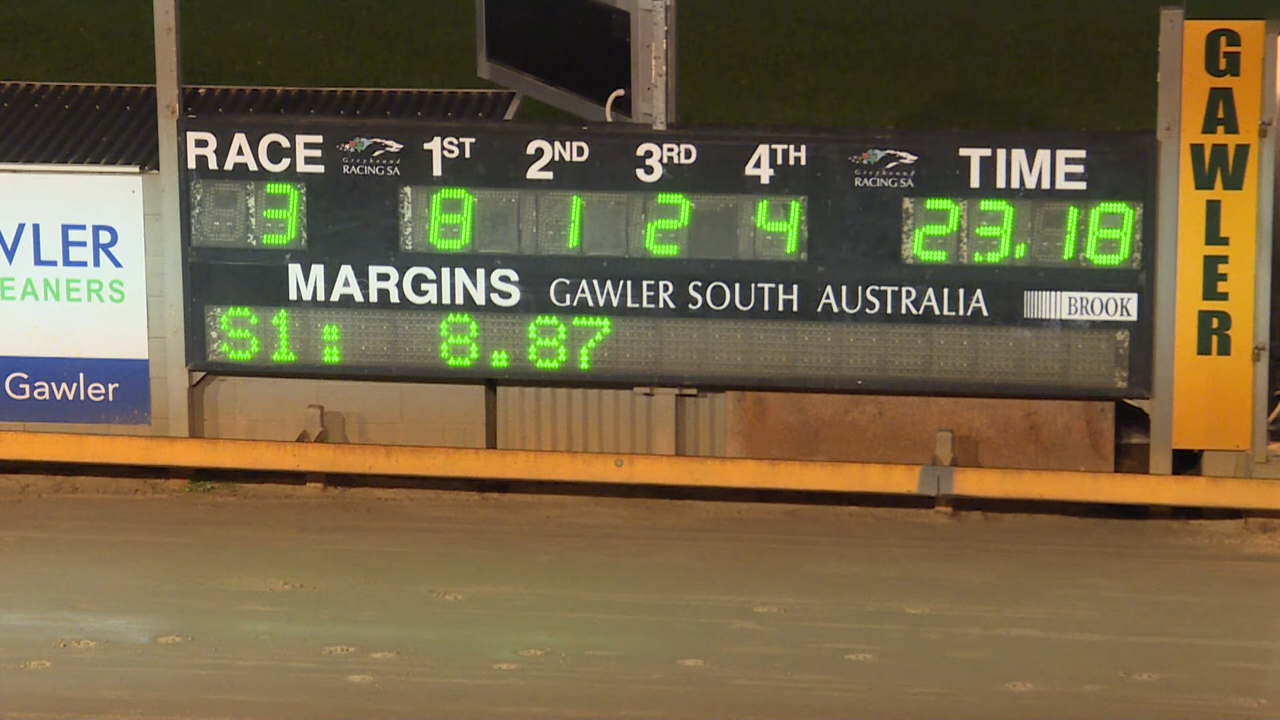 RACE Greyhound RACING SA 1ST 2ND 3RD 4TH Greyhound RACING SA TIME
3 8 1 2 4 23.18
MARGINS GAWLER SOUTH AUSTRALIA BROOK
S1: 8.87
GAWLER
WLER
EANERS
Gawler